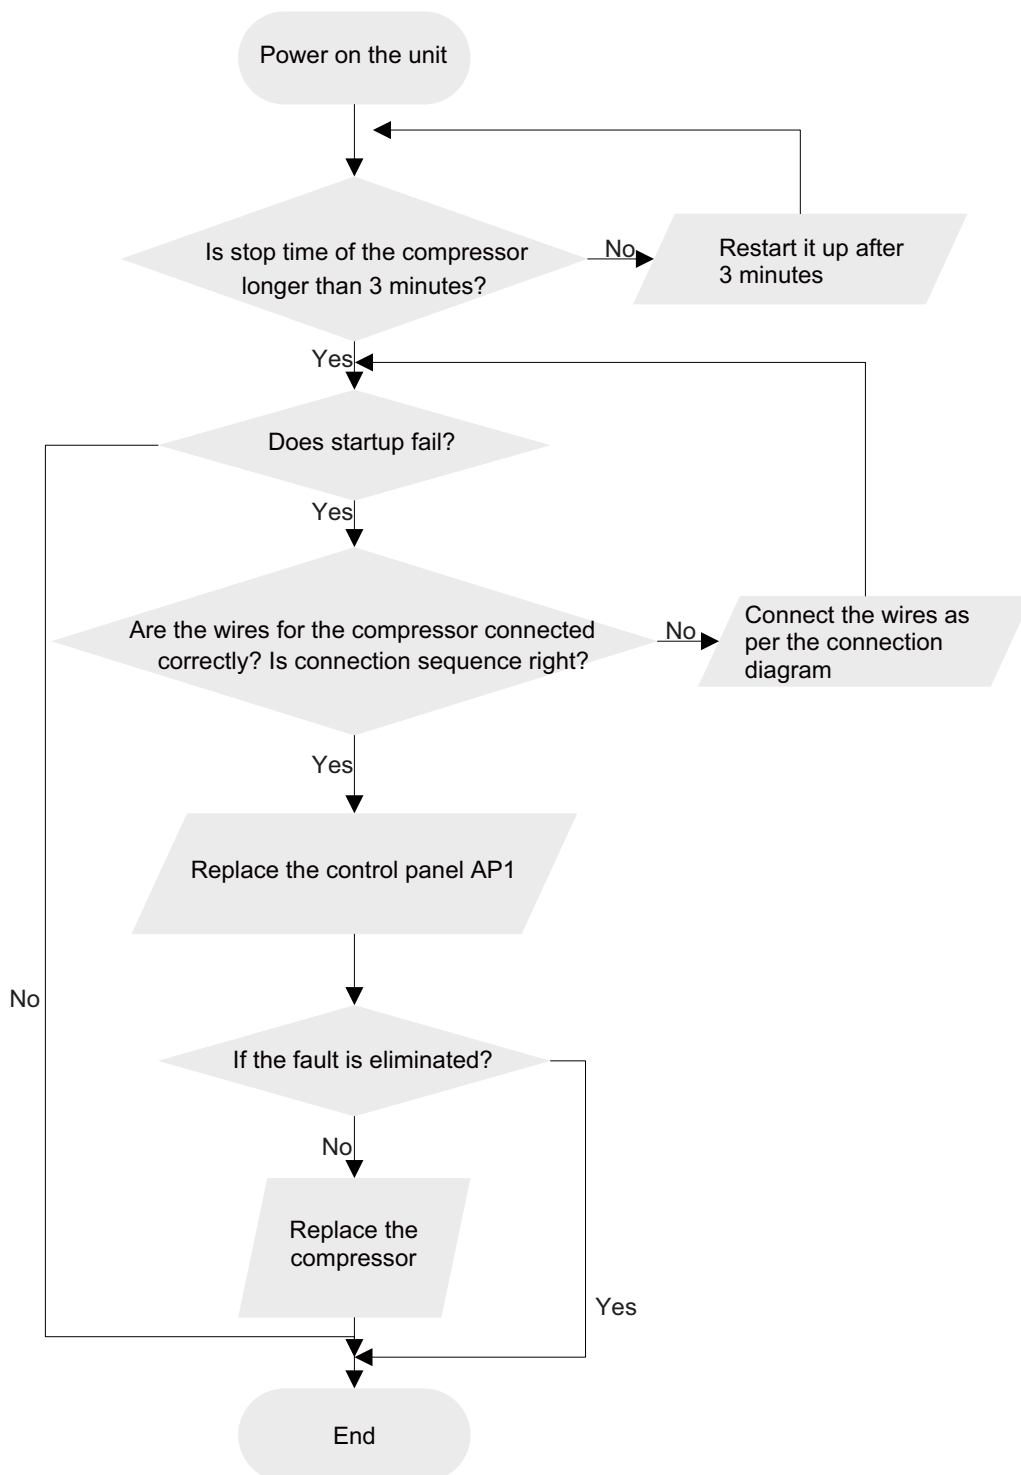 Power on the unit
Is stop time of the compressor
longer than 3 minutes?
No
Restart it up after
3 minutes
Yes
Does startup fail?
Yes
Are the wires for the compressor connected
correctly? Is connection sequence right?
No
Connect the wires as
per the connection
diagram
Yes
Replace the control panel AP1
No
If the fault is eliminated?
No
Replace the
compressor
Yes
End